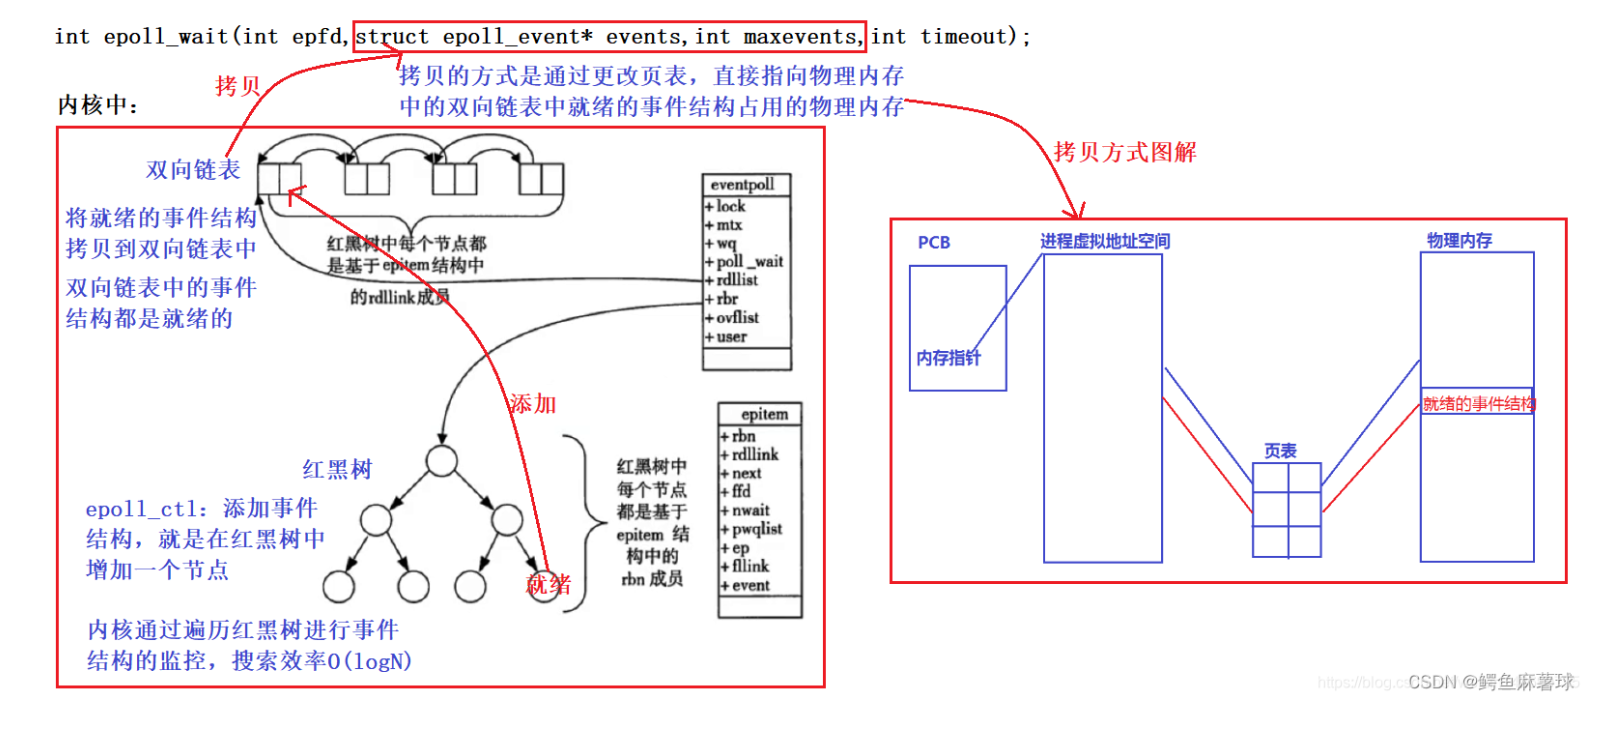 int epoll_wait(int epfd,struct epoll_event* events,int maxevents,int timeout);
拷贝
拷贝的方式是通过更改页表，直接指向物理内存
中的双向链表中就绪的事件结构占用的物理内存
内核中：
双向链表
将就绪的事件结构
拷贝到双向链表中
双向链表中的事件
结构都是就绪的
红黑树中每个节点都
是基于epitem结构中
的rdllink成员
eventpoll
+lock
+mtx
+wq
+poll_wait
+rdllist
+rbr
+ovflist
+user
添加
红黑树
epoll_ctl：添加事件
结构，就是在红黑树中
增加一个节点
就绪
红黑树中
每个节点
都是基于
epitem 结
构中的
rbn 成员
epitem
+rbn
+rdllink
+next
+ffd
+nwait
+pwqlist
+ep
+fllink
+event
内核通过遍历红黑树进行事件
结构的监控，搜索效率O(logN)
拷贝方式图解
PCB
内存指针
进程虚拟地址空间
页表
物理内存
就绪的事件结构
CSDN @鳄鱼麻薯球